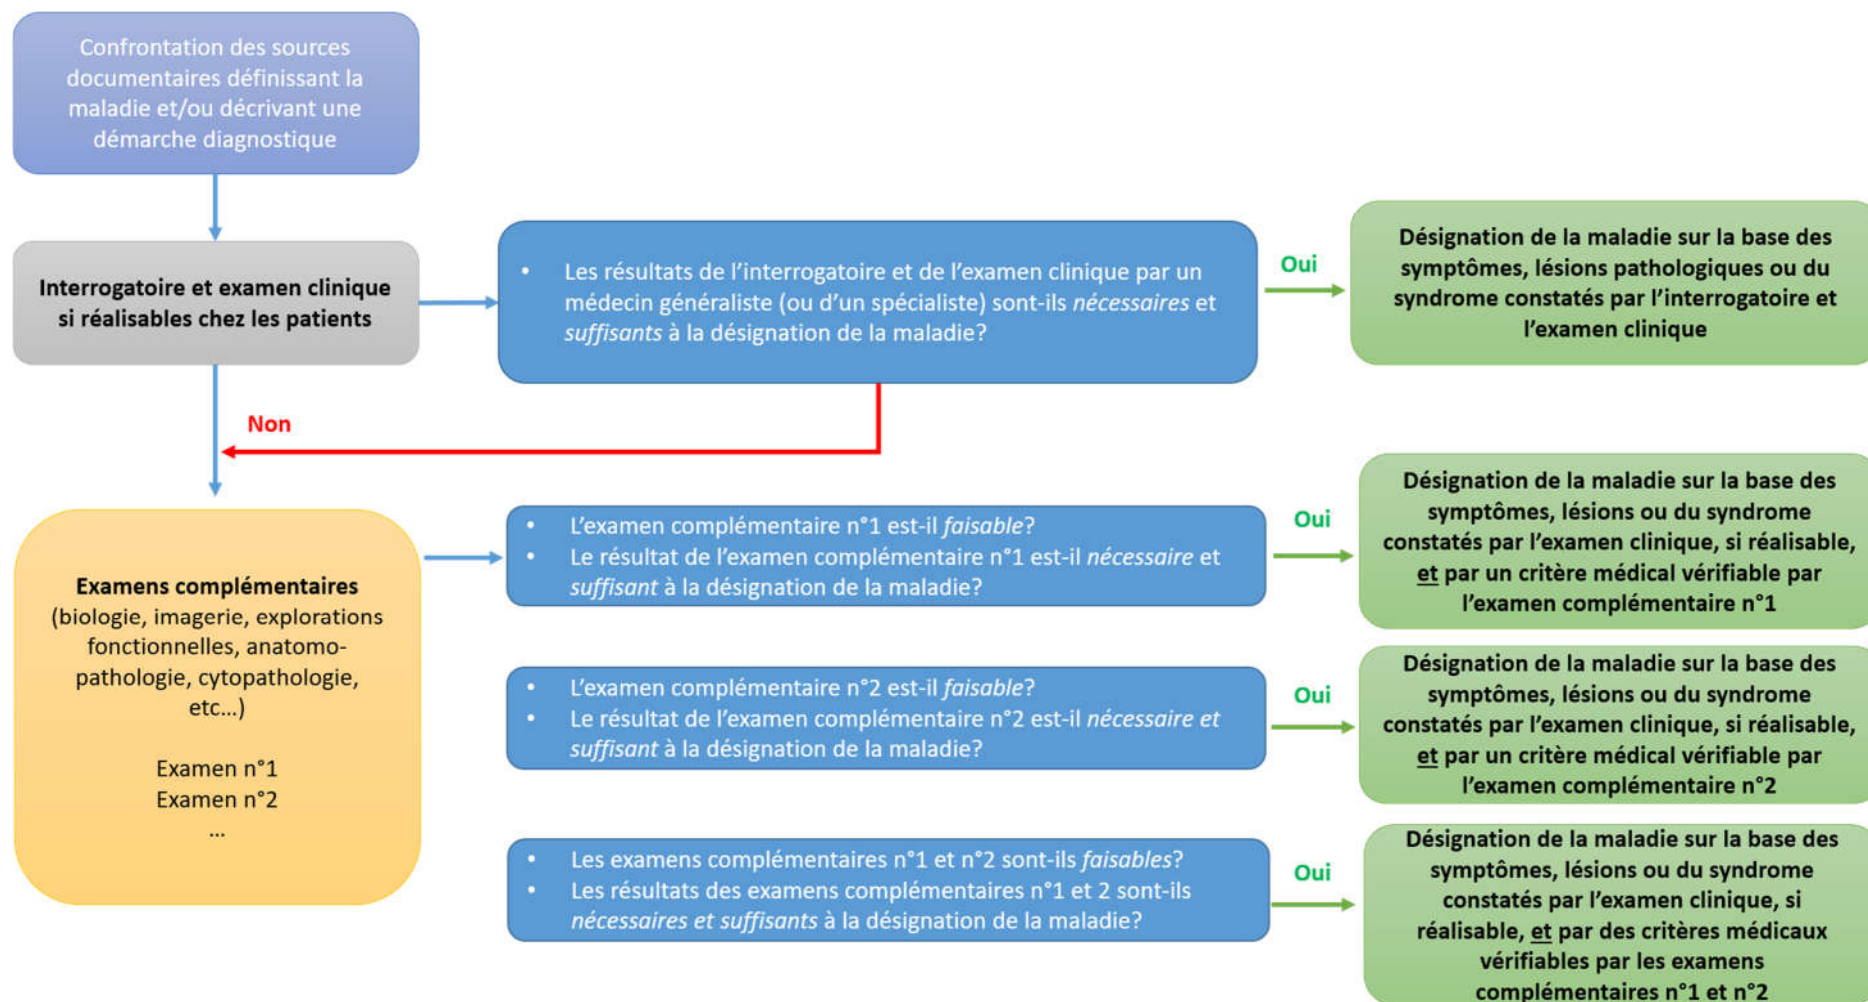 Confrontation des sources
documentaires définissant la
maladie et/ou décrivant une
démarche diagnostique
Interrogatoire et examen clinique
si réalisables chez les patients
• Les résultats de l’interrogatoire et de l’examen clinique par un
médecin généraliste (ou d’un spécialiste) sont-ils nécessaires et
suffisants à la désignation de la maladie?
Oui
Désignation de la maladie sur la base des
symptômes, lésions pathologiques ou du
syndrome constatés par l’interrogatoire et
l’examen clinique
Non
Examens complémentaires
(biologie, imagerie, explorations
fonctionnelles, anatomo-
pathologie, cytopathologie,
etc…)
Examen n°1
Examen n°2
…
• L’examen complémentaire n°1 est-il faisable?
• Le résultat de l’examen complémentaire n°1 est-il nécessaire et
suffisant à la désignation de la maladie?
Oui
Désignation de la maladie sur la base des
symptômes, lésions ou du syndrome
constatés par l’examen clinique, si réalisable,
et par un critère médical vérifiable par
l’examen complémentaire n°1
• L’examen complémentaire n°2 est-il faisable?
• Le résultat de l’examen complémentaire n°2 est-il nécessaire et
suffisant à la désignation de la maladie?
Oui
Désignation de la maladie sur la base des
symptômes, lésions ou du syndrome
constatés par l’examen clinique, si réalisable,
et par un critère médical vérifiable par
l’examen complémentaire n°2
• Les examens complémentaires n°1 et n°2 sont-ils faisables?
• Les résultats des examens complémentaires n°1 et 2 sont-ils
nécessaires et suffisants à la désignation de la maladie?
Oui
Désignation de la maladie sur la base des
symptômes, lésions ou du syndrome
constatés par l’examen clinique, si
réalisable, et par des critères médicaux
vérifiables par les examens
complémentaires n°1 et n°2